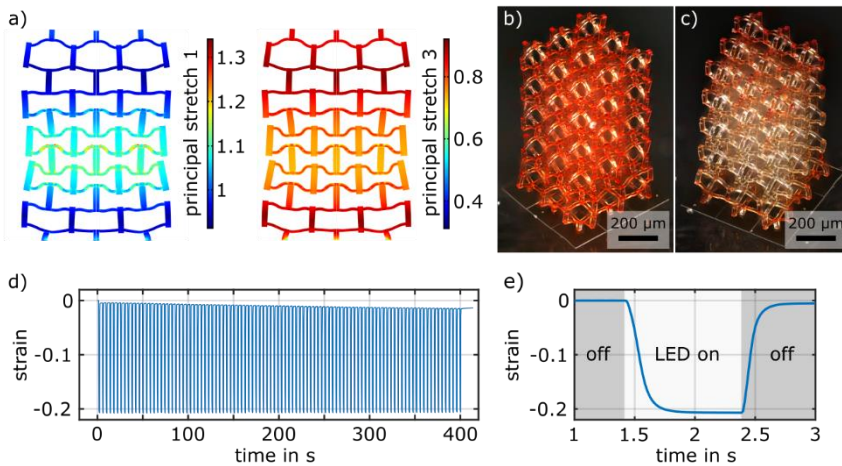 a)
principal stretch 1
1.3
1.2
1.1
1
principal stretch 3
0.8
0.6
0.4
b)
200 µm
c)
200 µm
d)
strain
0
-0.1
-0.2
0
100
200
300
400
time in s
e)
strain
0
-0.1
-0.2
off
LED on
off
1
1.5
2
2.5
3
time in s